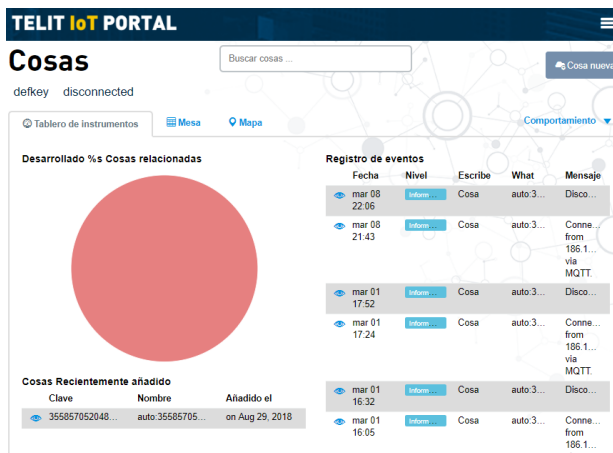 TELIT IoT PORTAL
Cosas
Buscar cosas ...
Cosa nueva
defkey disconnected
Tablero de instrumentos
Mesa
Mapa
Comportamiento
Desarrollado %s Cosas relacionadas
Cosas Recientemente añadido
Clave Nombre Añadido el
355857052048... auto:35585705... on Aug 29, 2018
Registro de eventos
Fecha Nivel Escribe What Mensaje
mar 08 Inform ... Cosa auto:3... Disco...
22:06
mar 08 Inform ... Cosa auto:3... Conne...
21:43 from
186.1...
via
MQTT.
mar 01 Inform ... Cosa auto:3... Disco...
17:52
mar 01 Inform ... Cosa auto:3... Conne...
17:24 from
186.1...
via
MQTT.
mar 01 Inform ... Cosa auto:3... Disco...
16:32
mar 01 Inform ... Cosa auto:3... Conne...
16:05 from
186.1...